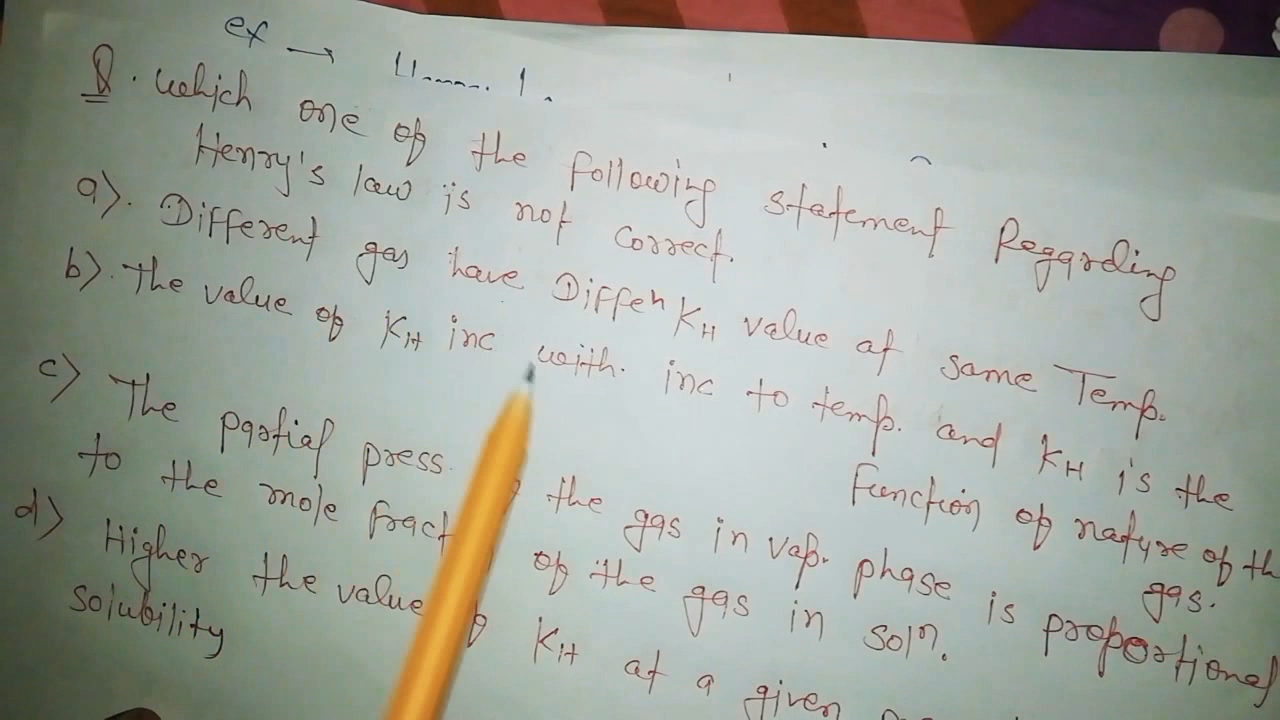 ex →
Q. which one of the following statement Regarding
Henry's law is not correct.
a). Different gas have Differ KH value at same Temp.
b). The value of KH inc with. inc to temp. and KH is the
Function of nature of th
gas.
c) The partial press. the gas in vap. phase is proportional
to the mole fract of the gas in soln.
d) Higher the value KH at a given
solubility